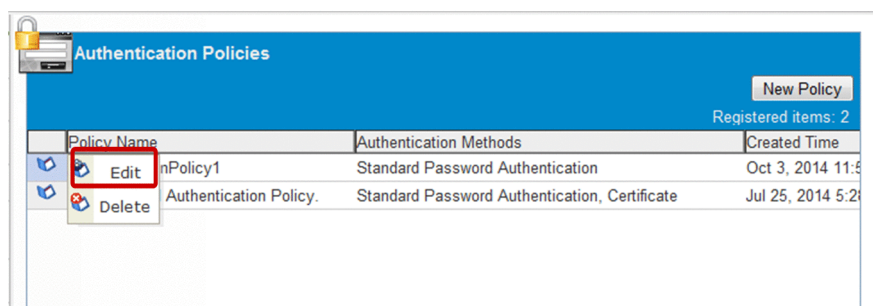 Authentication Policies
New Policy
Registered items: 2
Policy Name Authentication Methods Created Time
Edit nPolicy1 Standard Password Authentication Oct 3, 2014 11:5
Delete Authentication Policy. Standard Password Authentication, Certificate Jul 25, 2014 5:28